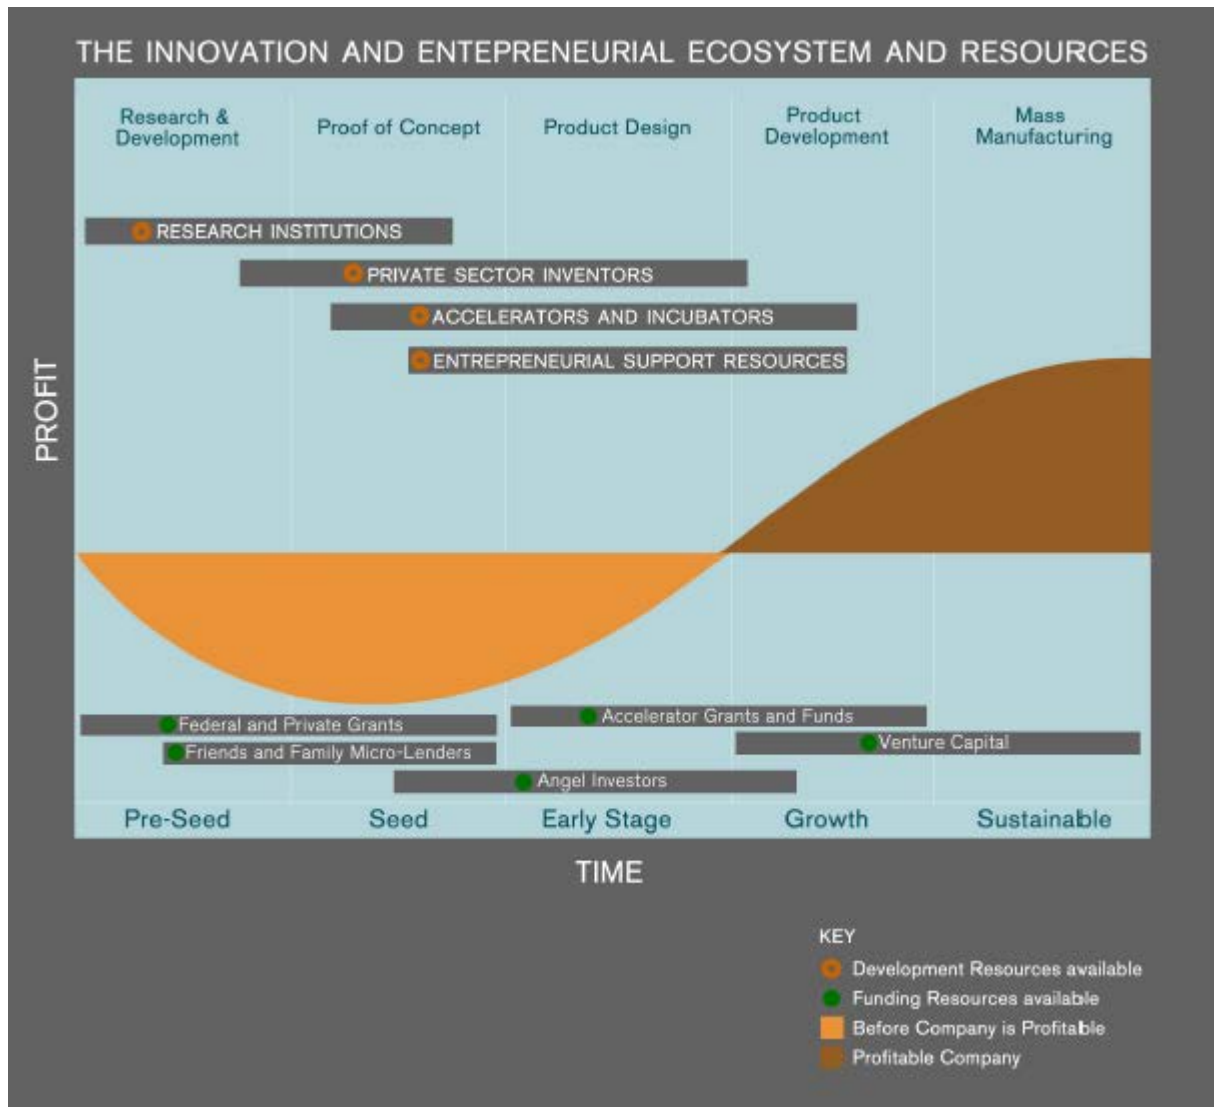 THE INNOVATION AND ENTEPRENEURIAL ECOSYSTEM AND RESOURCES
Research &
Development
Proof of Concept
Product Design
Product
Development
Mass
Manufacturing
RESEARCH INSTITUTIONS
PRIVATE SECTOR INVENTORS
ACCELERATORS AND INCUBATORS
ENTREPRENEURIAL SUPPORT RESOURCES
PROFIT
Federal and Private Grants
Accelerator Grants and Funds
Friends and Family Micro-Lenders
Venture Capital
Angel Investors
Pre-Seed
Seed
Early Stage
Growth
Sustainable
TIME
KEY
Development Resources available
Funding Resources available
Before Company is Profitable
Profitable Company